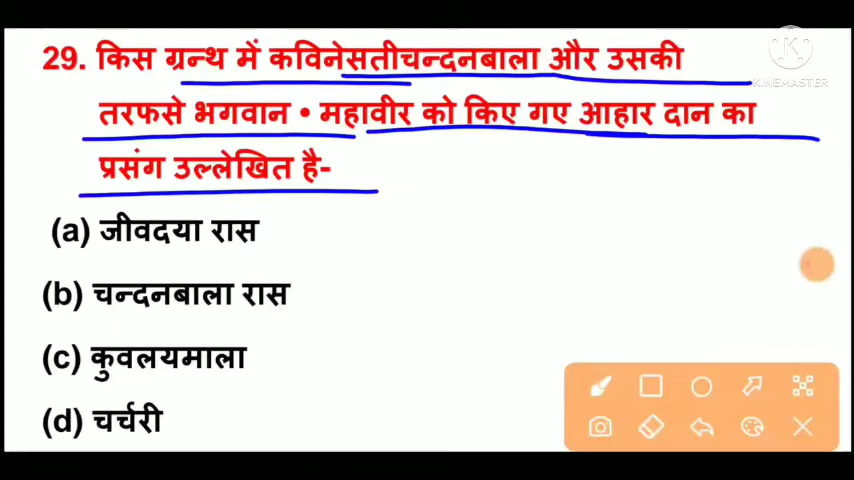 29. किस ग्रन्थ में कविनेसतीचन्दनबाला और उसकी
तरफसे भगवान • महावीर को किए गए आहार दान का
प्रसंग उल्लेखित है-
(a) जीवदया रास
(b) चन्दनबाला रास
(c) कुवलयमाला
(d) चर्चरी
KINEMASTER